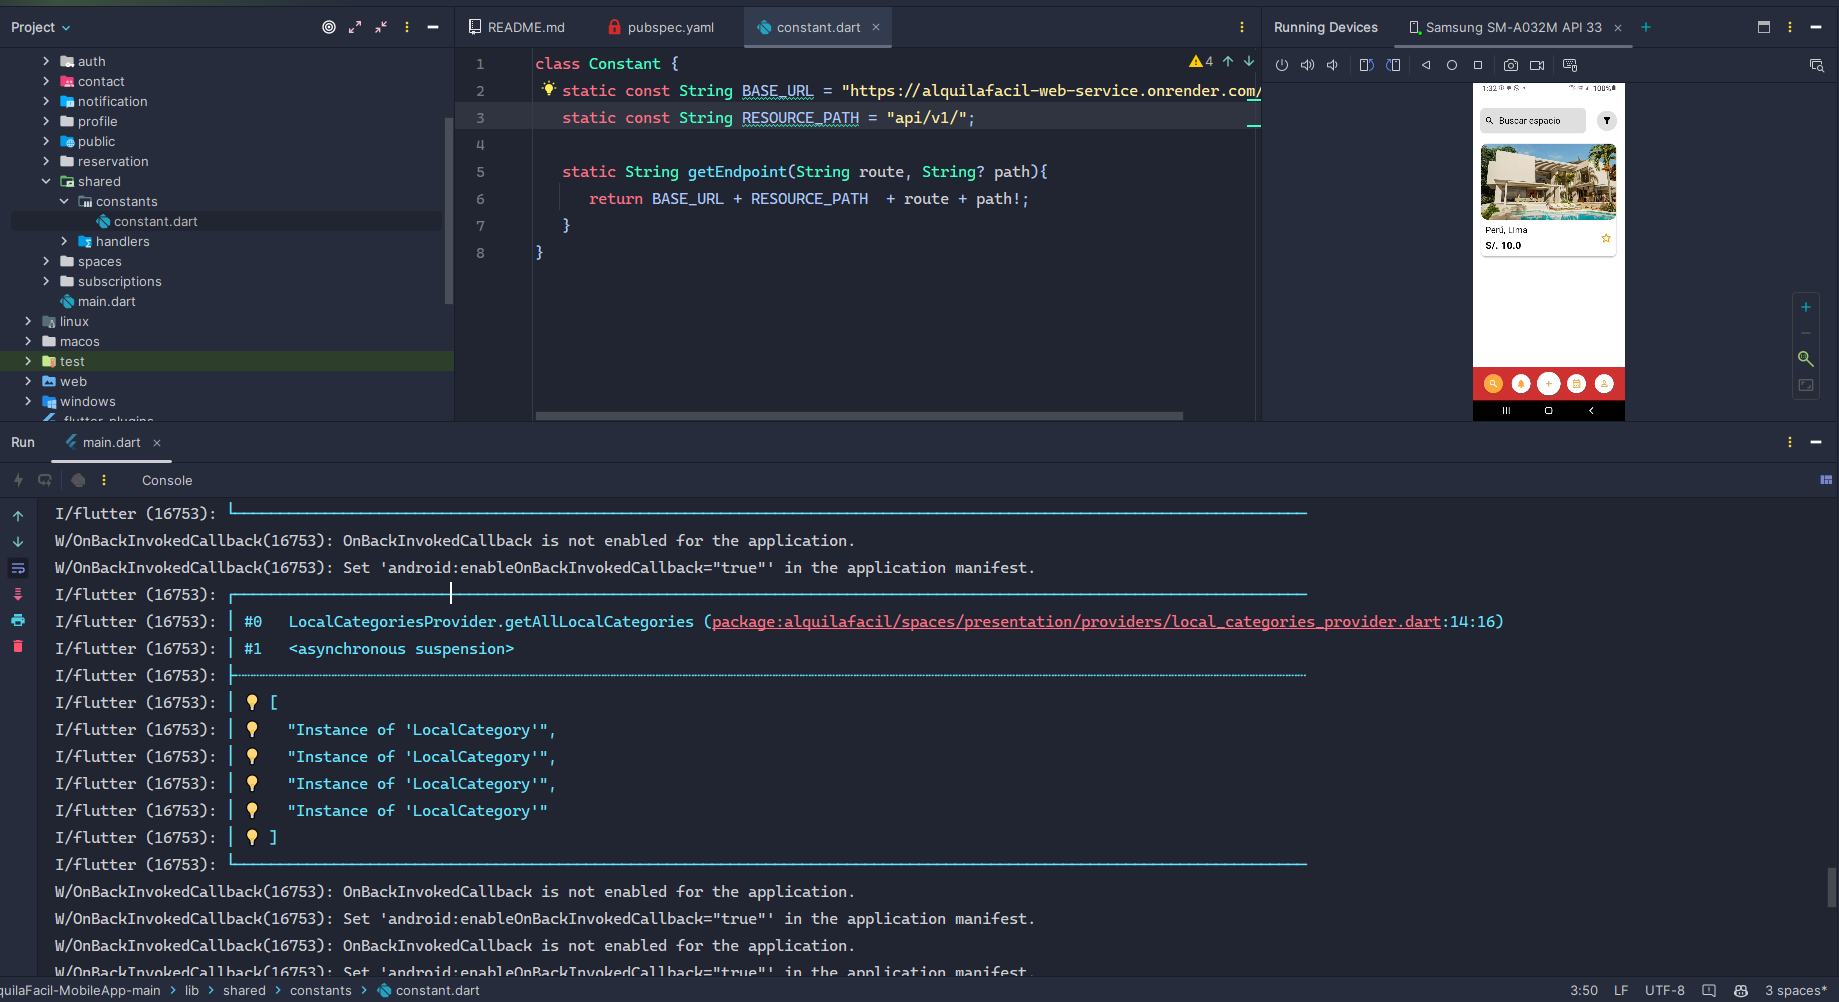 Project
README.md
pubspec.yaml
constant.dart
Running Devices
Samsung SM-A032M API 33
auth
contact
notification
profile
public
reservation
shared
constants
constant.dart
handlers
spaces
subscriptions
main.dart
linux
macos
test
web
windows
.flutter-plugins
4
1 class Constant {
2 static const String BASE_URL = "https://alquilafacil-web-service.onrender.com/
3 static const String RESOURCE_PATH = "api/v1/";
4
5 static String getEndpoint(String route, String? path){
6 return BASE_URL + RESOURCE_PATH  + route + path!;
7 }
8 }
1:32
100%
Buscar espacio
Perú, Lima
S/. 10.0
Run
main.dart
Console
I/flutter (16753):
W/OnBackInvokedCallback(16753): OnBackInvokedCallback is not enabled for the application.
W/OnBackInvokedCallback(16753): Set 'android:enableOnBackInvokedCallback="true"' in the application manifest.
I/flutter (16753):
I/flutter (16753): #0 LocalCategoriesProvider.getAllLocalCategories (package:alquilafacil/spaces/presentation/providers/local_categories_provider.dart:14:16)
I/flutter (16753): #1 <asynchronous suspension>
I/flutter (16753):
I/flutter (16753): [
I/flutter (16753): "Instance of 'LocalCategory'",
I/flutter (16753): "Instance of 'LocalCategory'",
I/flutter (16753): "Instance of 'LocalCategory'",
I/flutter (16753): "Instance of 'LocalCategory'"
I/flutter (16753): ]
I/flutter (16753):
W/OnBackInvokedCallback(16753): OnBackInvokedCallback is not enabled for the application.
W/OnBackInvokedCallback(16753): Set 'android:enableOnBackInvokedCallback="true"' in the application manifest.
W/OnBackInvokedCallback(16753): OnBackInvokedCallback is not enabled for the application.
W/OnBackInvokedCallback(16753): Set 'android:enableOnBackInvokedCallback="true"' in the application manifest.
quilaFacil-MobileApp-main > lib > shared > constants > constant.dart
3:50 LF UTF-8 3 spaces*